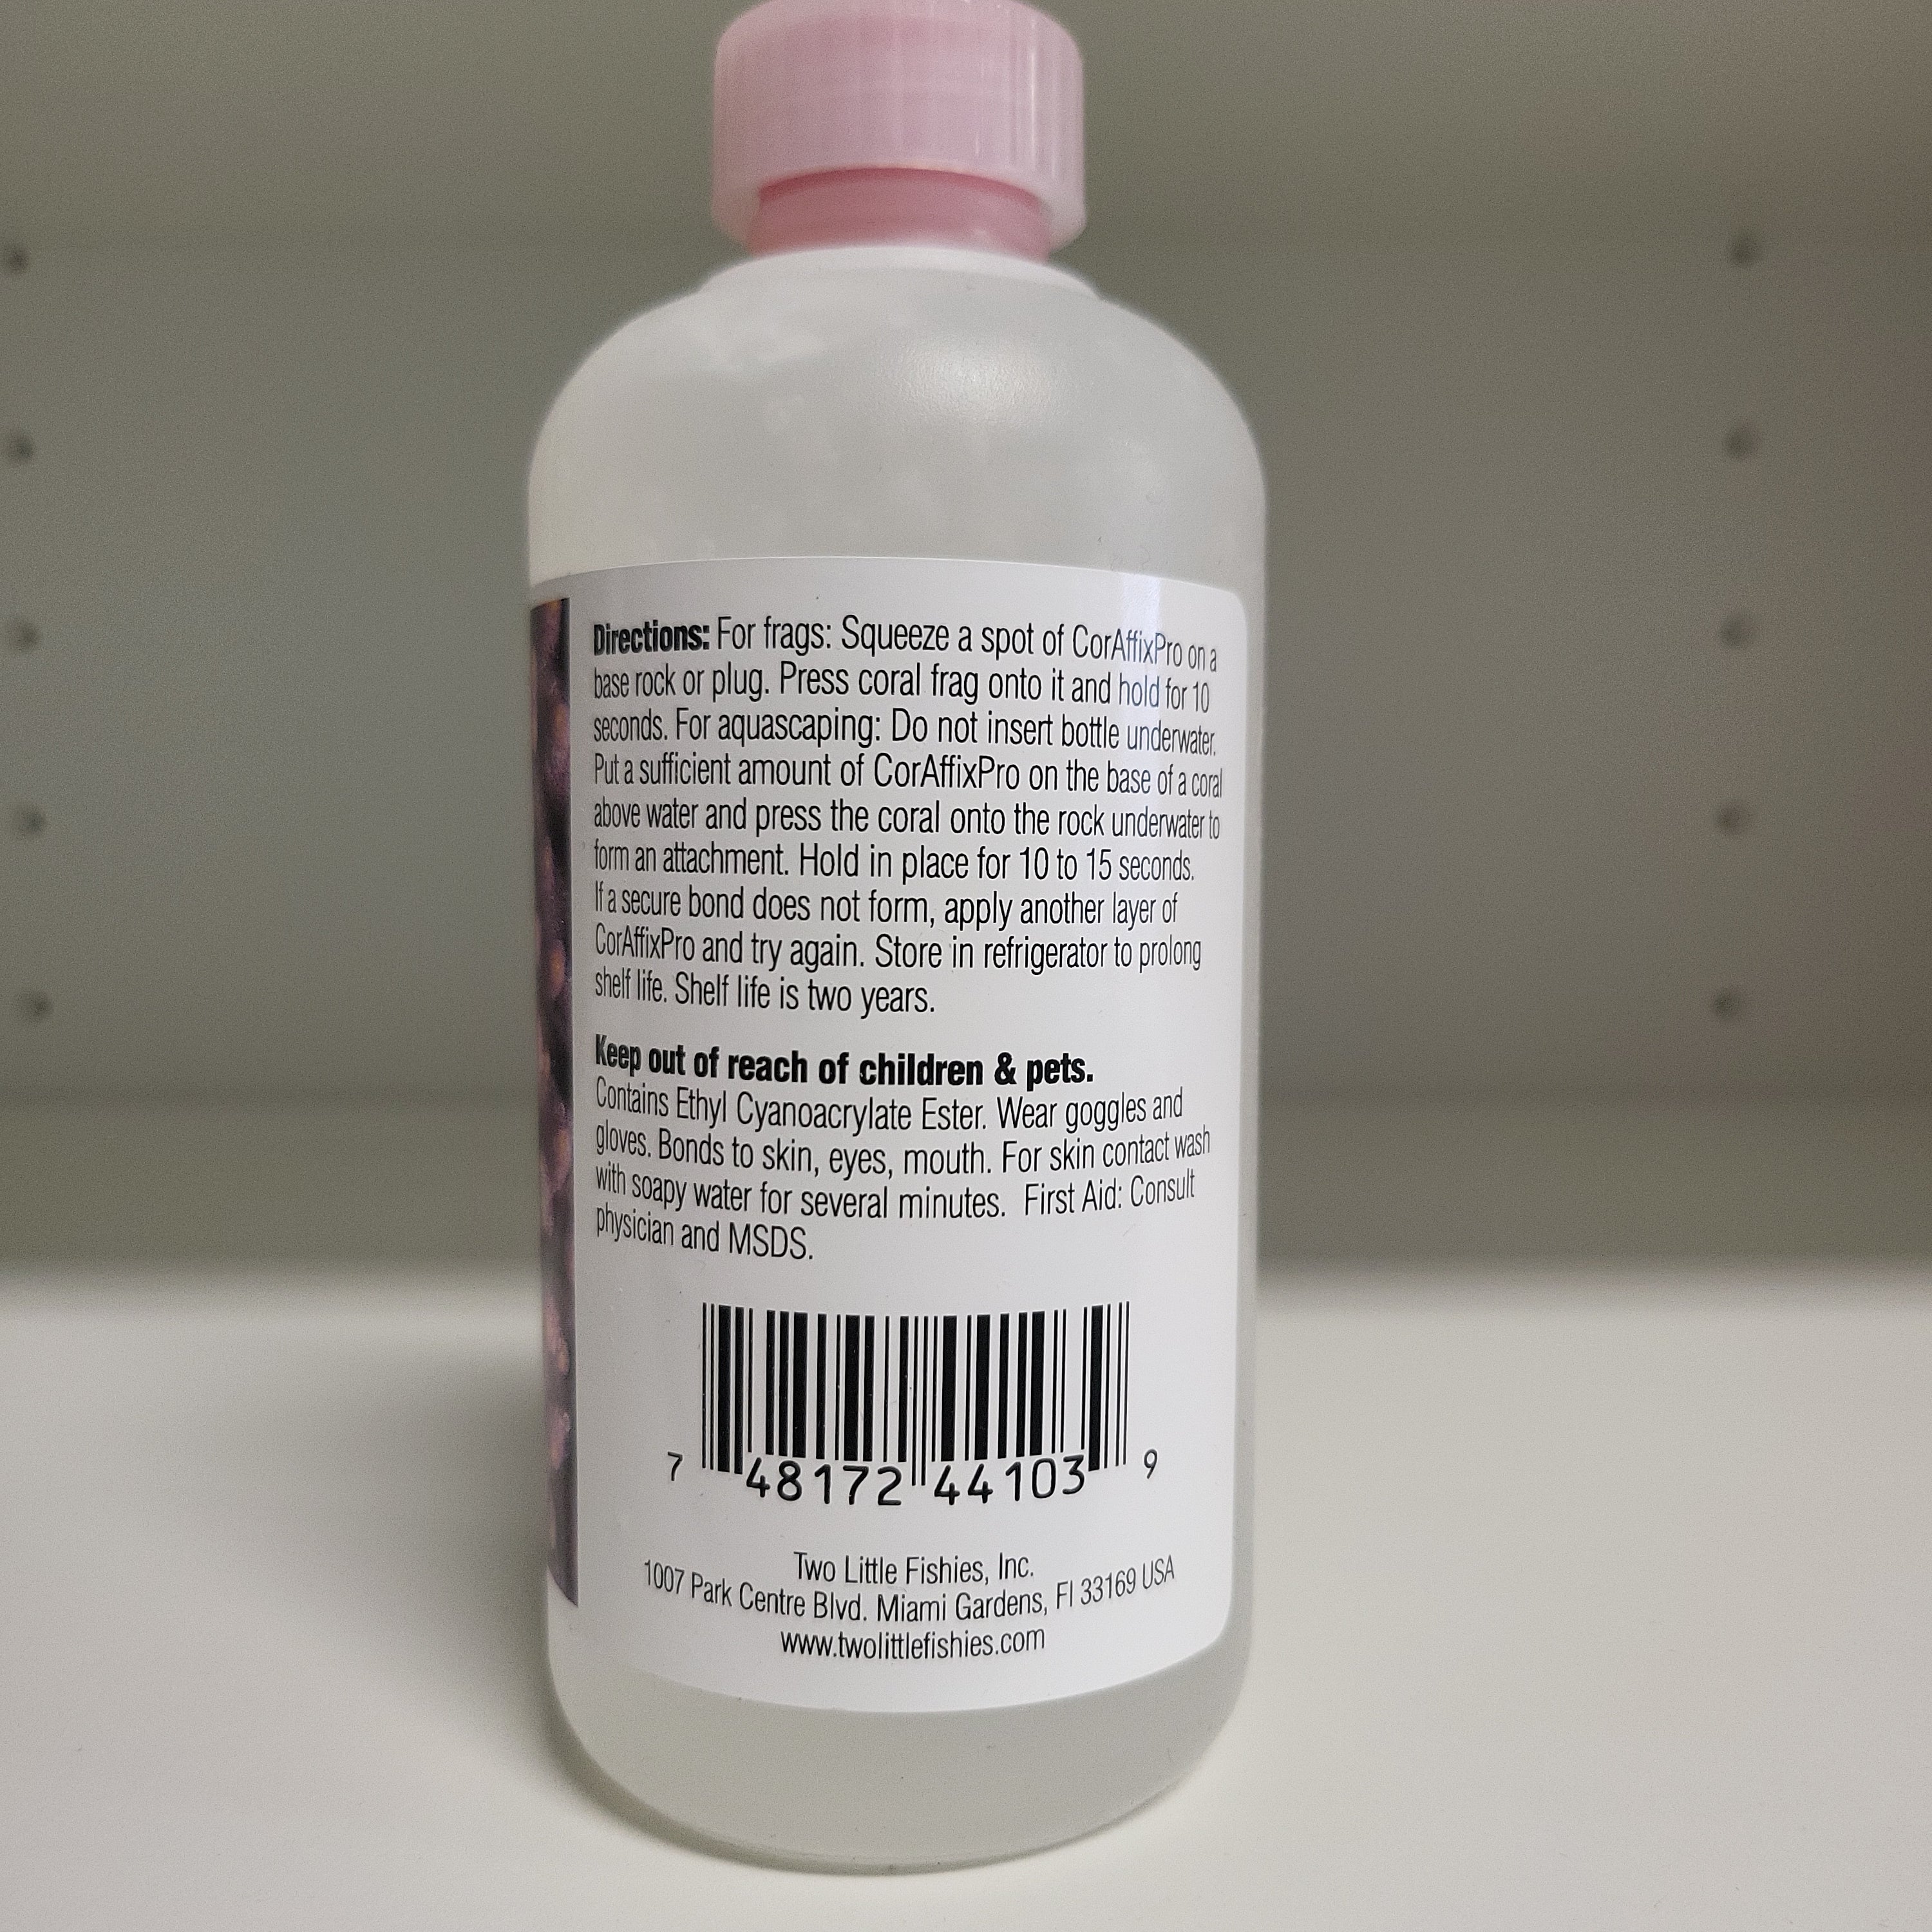 Directions: For frags: Squeeze a spot of CorAffixPro on a
base rock or plug. Press coral frag onto it and hold for 10
seconds. For aquascaping: Do not insert bottle underwater.
Put a sufficient amount of CorAffixPro on the base of a coral
above water and press the coral onto the rock underwater to
form an attachment. Hold in place for 10 to 15 seconds.
If a secure bond does not form, apply another layer of
CorAffixPro and try again. Store in refrigerator to prolong
shelf life. Shelf life is two years.
Keep out of reach of children & pets.
Contains Ethyl Cyanoacrylate Ester. Wear goggles and
gloves. Bonds to skin, eyes, mouth. For skin contact wash
with soapy water for several minutes. First Aid: Consult
physician and MSDS.
7 48172 44103 9
Two Little Fishies, Inc.
1007 Park Centre Blvd. Miami Gardens, Fl 33169 USA
www.twolittlefishies.com